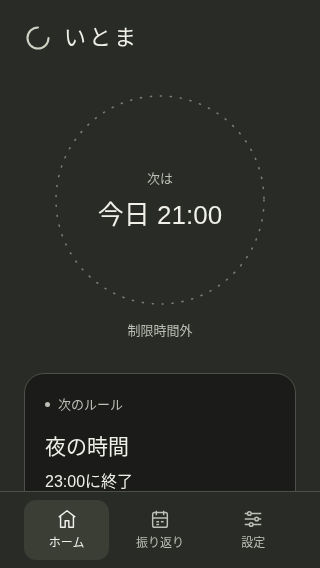 いとま
次は
今日 21:00
制限時間外
次のルール
夜の時間
23:00に終了
ホーム
振り返り
設定